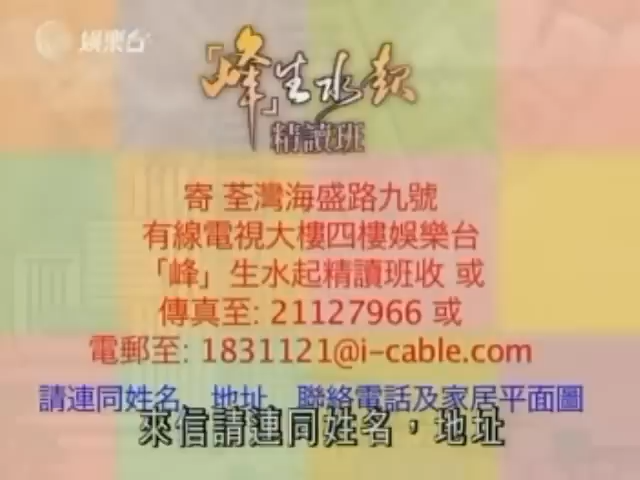 娛樂台
「峰」生水起
精讀班
寄 荃灣海盛路九號
有線電視大樓四樓娛樂台
「峰」生水起精讀班收 或
傳真至: 21127966 或
電郵至: 1831121@i-cable.com
請連同姓名、地址、聯絡電話及家居平面圖
來信請連同姓名，地址